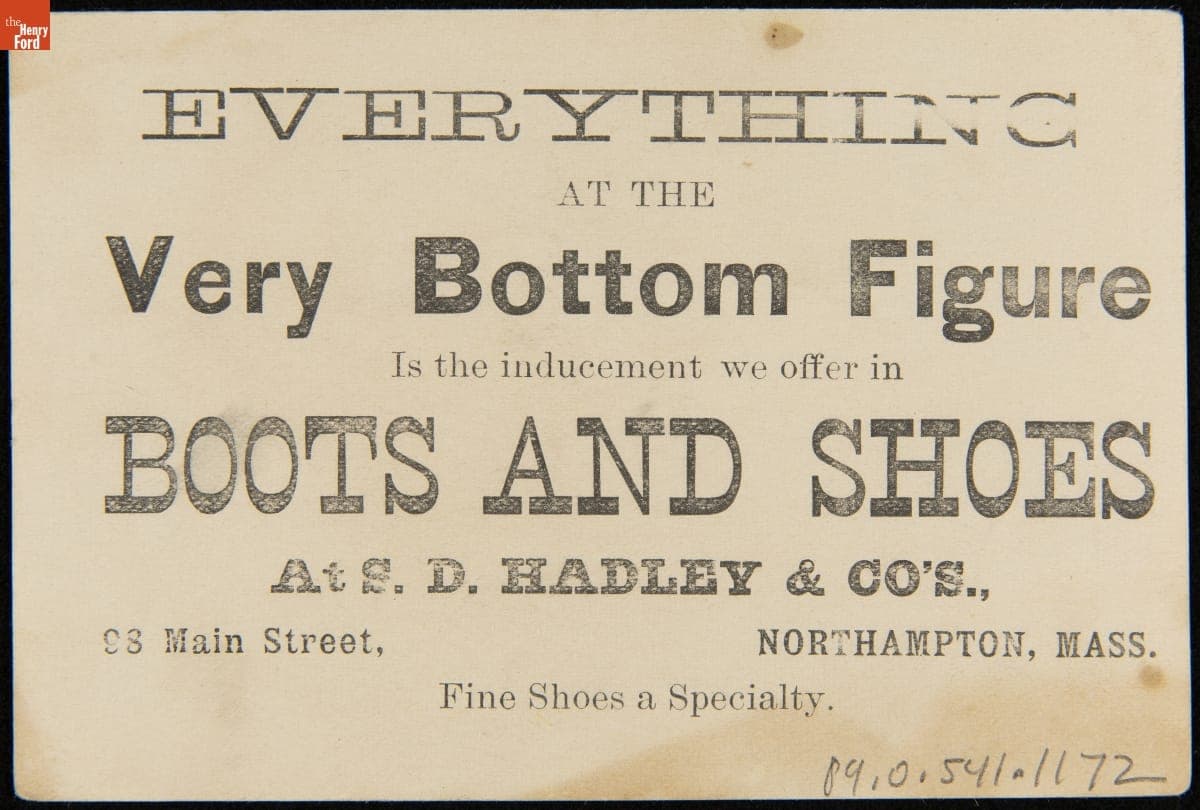 the
Henry
Ford
EVERYTHING
AT THE
Very Bottom Figure
Is the inducement we offer in
BOOTS AND SHOES
At S. D. HADLEY & CO'S.,
98 Main Street, NORTHAMPTON, MASS.
Fine Shoes a Specialty.
89.0.541.1172